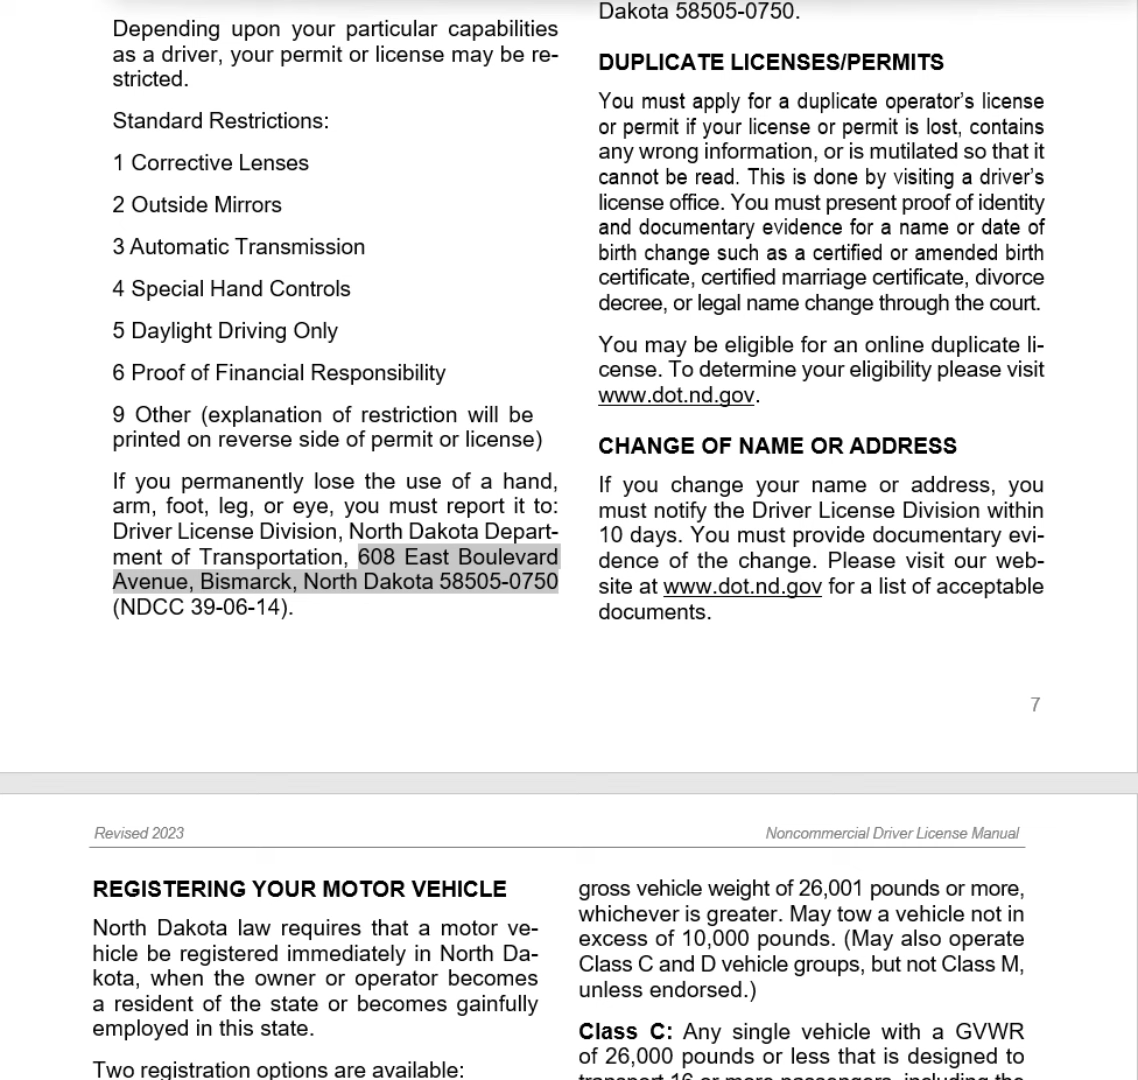 Depending upon your particular capabilities
as a driver, your permit or license may be re-
stricted.
Standard Restrictions:
1 Corrective Lenses
2 Outside Mirrors
3 Automatic Transmission
4 Special Hand Controls
5 Daylight Driving Only
6 Proof of Financial Responsibility
9 Other (explanation of restriction will be
printed on reverse side of permit or license)
If you permanently lose the use of a hand,
arm, foot, leg, or eye, you must report it to:
Driver License Division, North Dakota Depart-
ment of Transportation, 608 East Boulevard
Avenue, Bismarck, North Dakota 58505-0750
(NDCC 39-06-14).
Dakota 58505-0750.
DUPLICATE LICENSES/PERMITS
You must apply for a duplicate operator's license
or permit if your license or permit is lost, contains
any wrong information, or is mutilated so that it
cannot be read. This is done by visiting a driver's
license office. You must present proof of identity
and documentary evidence for a name or date of
birth change such as a certified or amended birth
certificate, certified marriage certificate, divorce
decree, or legal name change through the court.
You may be eligible for an online duplicate li-
cense. To determine your eligibility please visit
www.dot.nd.gov.
CHANGE OF NAME OR ADDRESS
If you change your name or address, you
must notify the Driver License Division within
10 days. You must provide documentary evi-
dence of the change. Please visit our web-
site at www.dot.nd.gov for a list of acceptable
documents.
7
Revised 2023
Noncommercial Driver License Manual
REGISTERING YOUR MOTOR VEHICLE
North Dakota law requires that a motor ve-
hicle be registered immediately in North Da-
kota, when the owner or operator becomes
a resident of the state or becomes gainfully
employed in this state.
Two registration options are available:
gross vehicle weight of 26,001 pounds or more,
whichever is greater. May tow a vehicle not in
excess of 10,000 pounds. (May also operate
Class C and D vehicle groups, but not Class M,
unless endorsed.)
Class C: Any single vehicle with a GVWR
of 26,000 pounds or less that is designed to
transport 16 or more passengers, including the